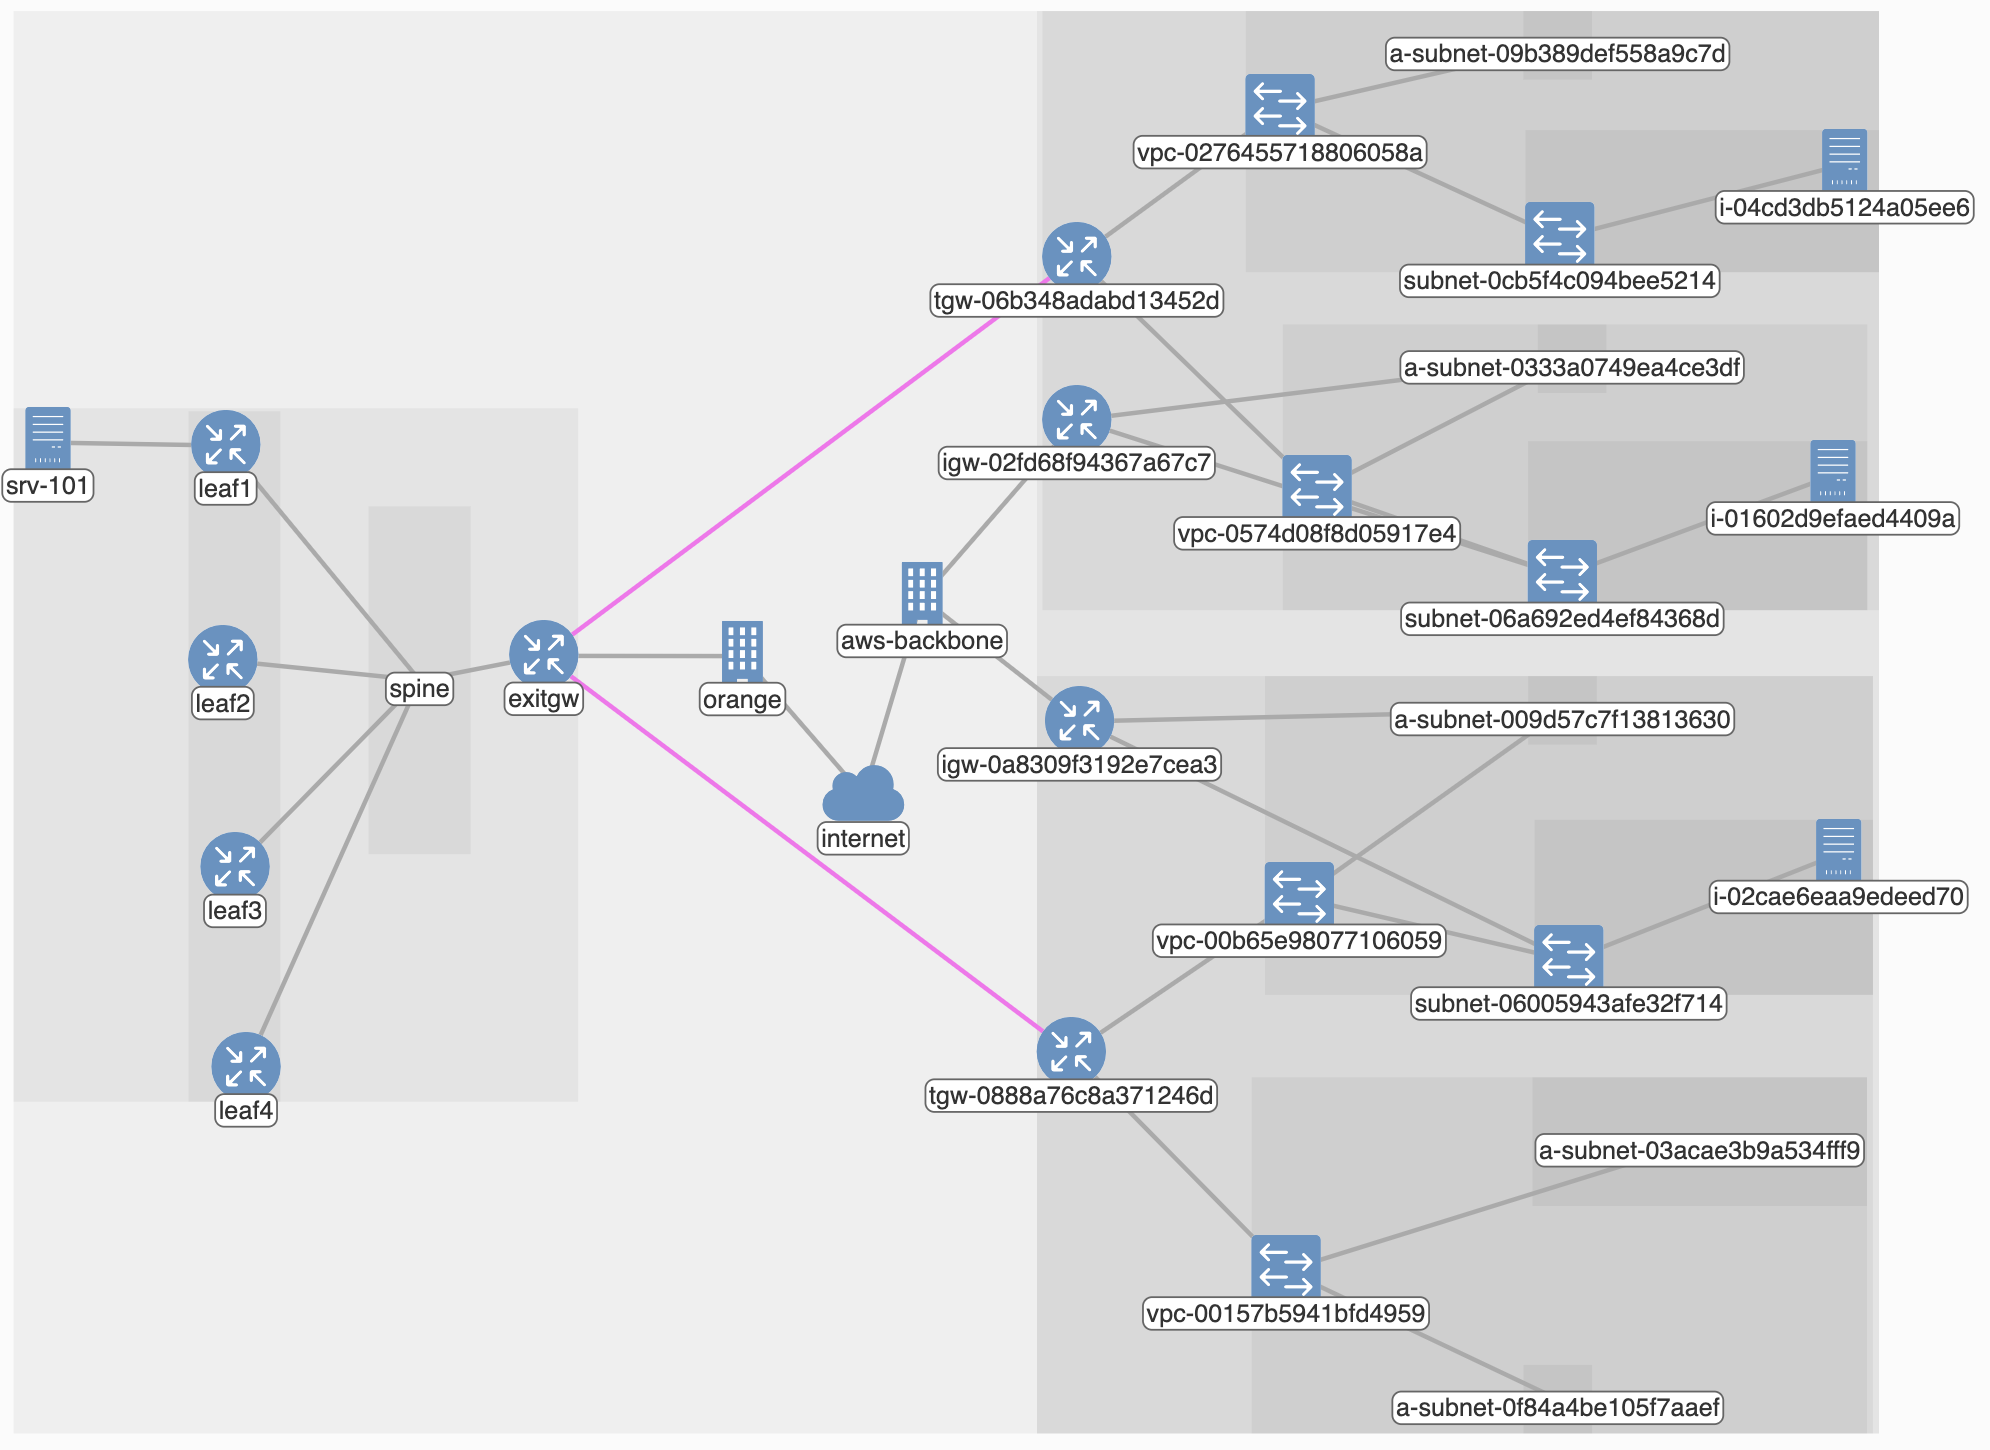 a-subnet-09b389def558a9c7d
vpc-0276455718806058a
i-04cd3db5124a05ee6
subnet-0cb5f4c094bee5214
tgw-06b348adabd13452d
a-subnet-0333a0749ea4ce3df
igw-02fd68f94367a67c7
srv-101
leaf1
vpc-0574d08f8d05917e4
i-01602d9efaed4409a
subnet-06a692ed4ef84368d
aws-backbone
spine
leaf2
exitgw
orange
a-subnet-009d57c7f13813630
igw-0a8309f3192e7cea3
internet
i-02cae6eaa9edeed70
leaf3
vpc-00b65e98077106059
subnet-06005943afe32f714
tgw-0888a76c8a371246d
leaf4
a-subnet-03acae3b9a534fff9
vpc-00157b5941bfd4959
a-subnet-0f84a4be105f7aaef